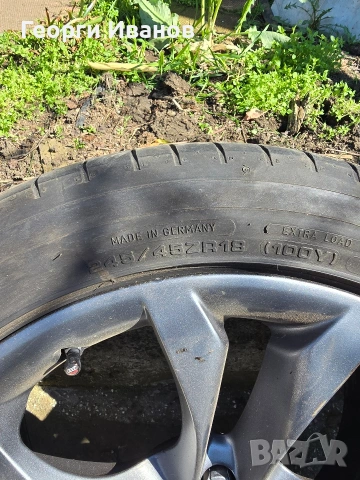 Георги Иванов
MADE IN GERMANY
EXTRA LOAD
245/45ZR18 (100Y)
BAZAR